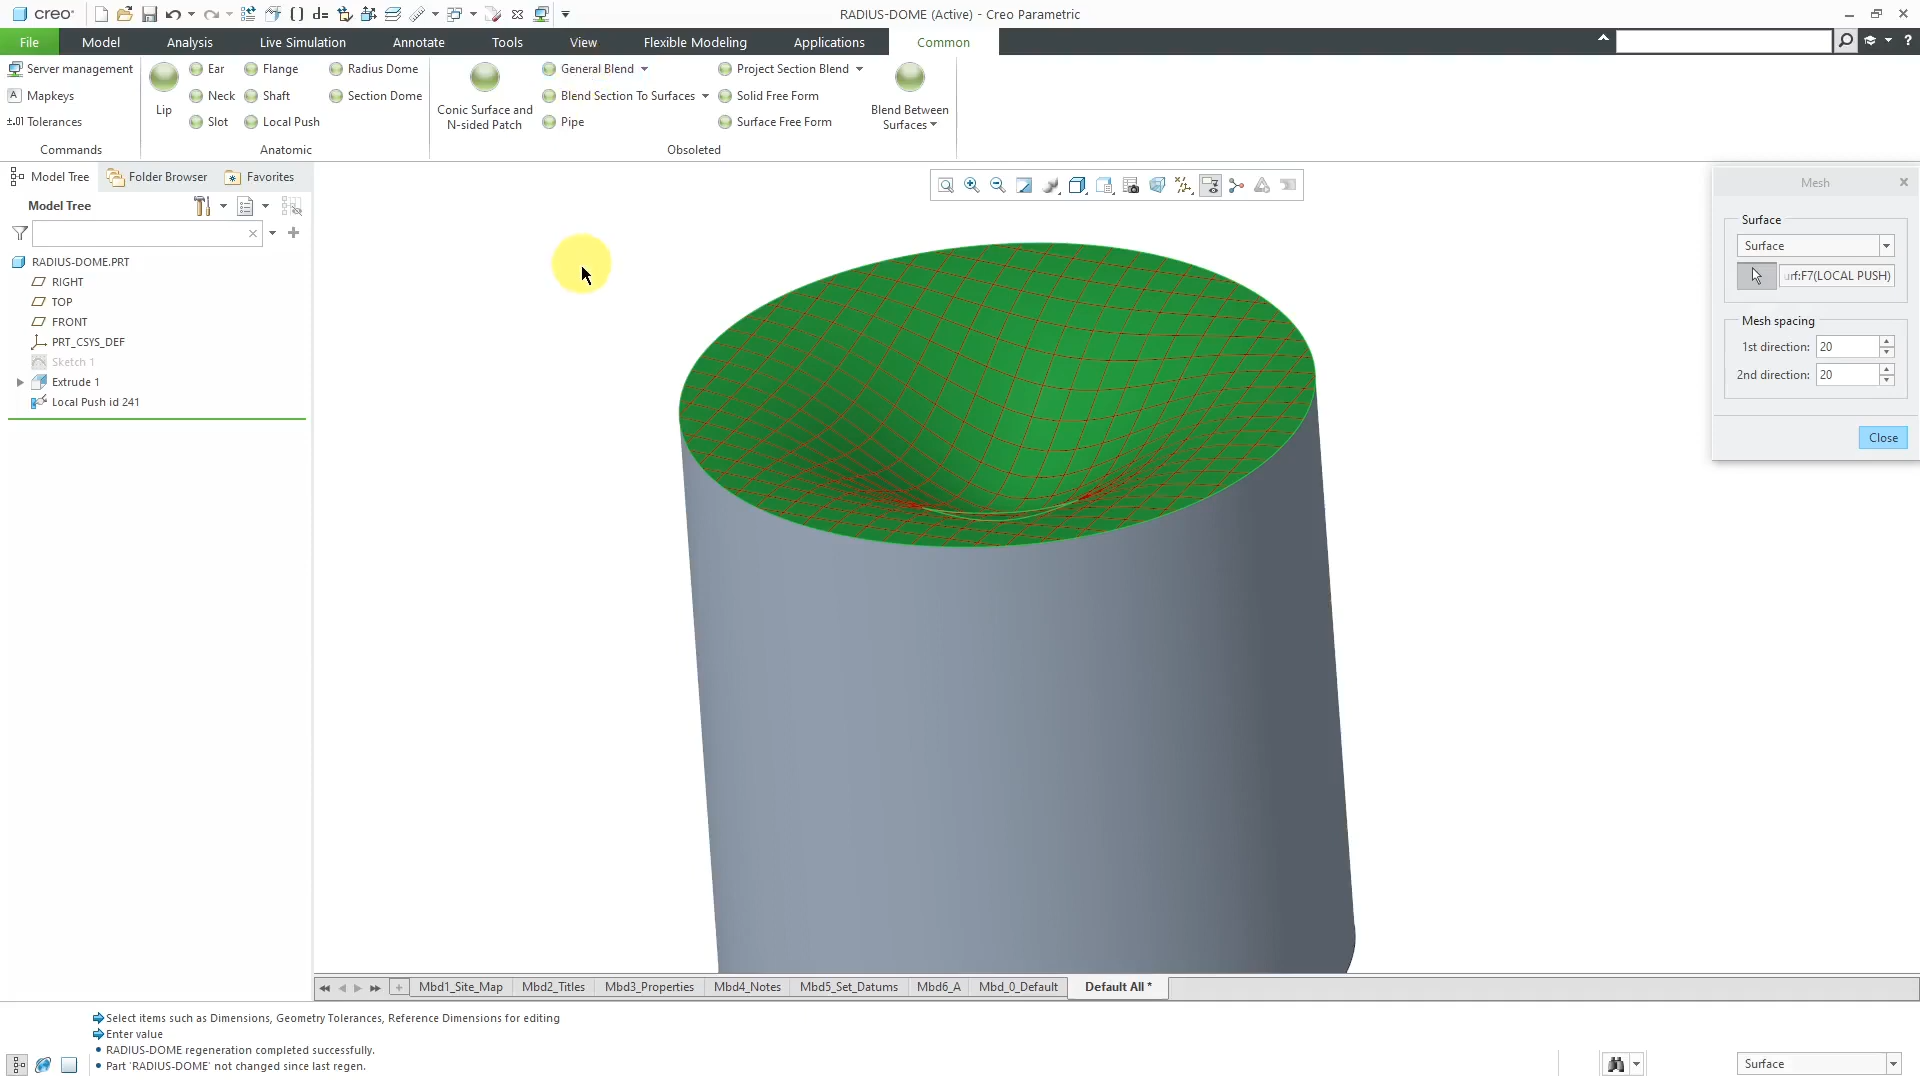 creo
RADIUS-DOME (Active) - Creo Parametric
File Model Analysis Live Simulation Annotate Tools View Flexible Modeling Applications Common
Server management
Mapkeys
Tolerances
Commands
Lip
Ear
Neck
Slot
Flange
Shaft
Local Push
Radius Dome
Section Dome
Anatomic
Conic Surface and
N-sided Patch
General Blend
Blend Section To Surfaces
Pipe
Project Section Blend
Solid Free Form
Surface Free Form
Blend Between
Surfaces
Obsoleted
Model Tree Folder Browser Favorites
Model Tree
RADIUS-DOME.PRT
RIGHT
TOP
FRONT
PRT_CSYS_DEF
Sketch 1
Extrude 1
Local Push id 241
Mesh
Surface
Surface
urf:F7(LOCAL PUSH)
Mesh spacing
1st direction: 20
2nd direction: 20
Close
Mbd1_Site_Map Mbd2_Titles Mbd3_Properties Mbd4_Notes Mbd5_Set_Datums Mbd6_A Mbd_0_Default Default All *
Select items such as Dimensions, Geometry Tolerances, Reference Dimensions for editing
Enter value
• RADIUS-DOME regeneration completed successfully.
• Part 'RADIUS-DOME' not changed since last regen.
Surface